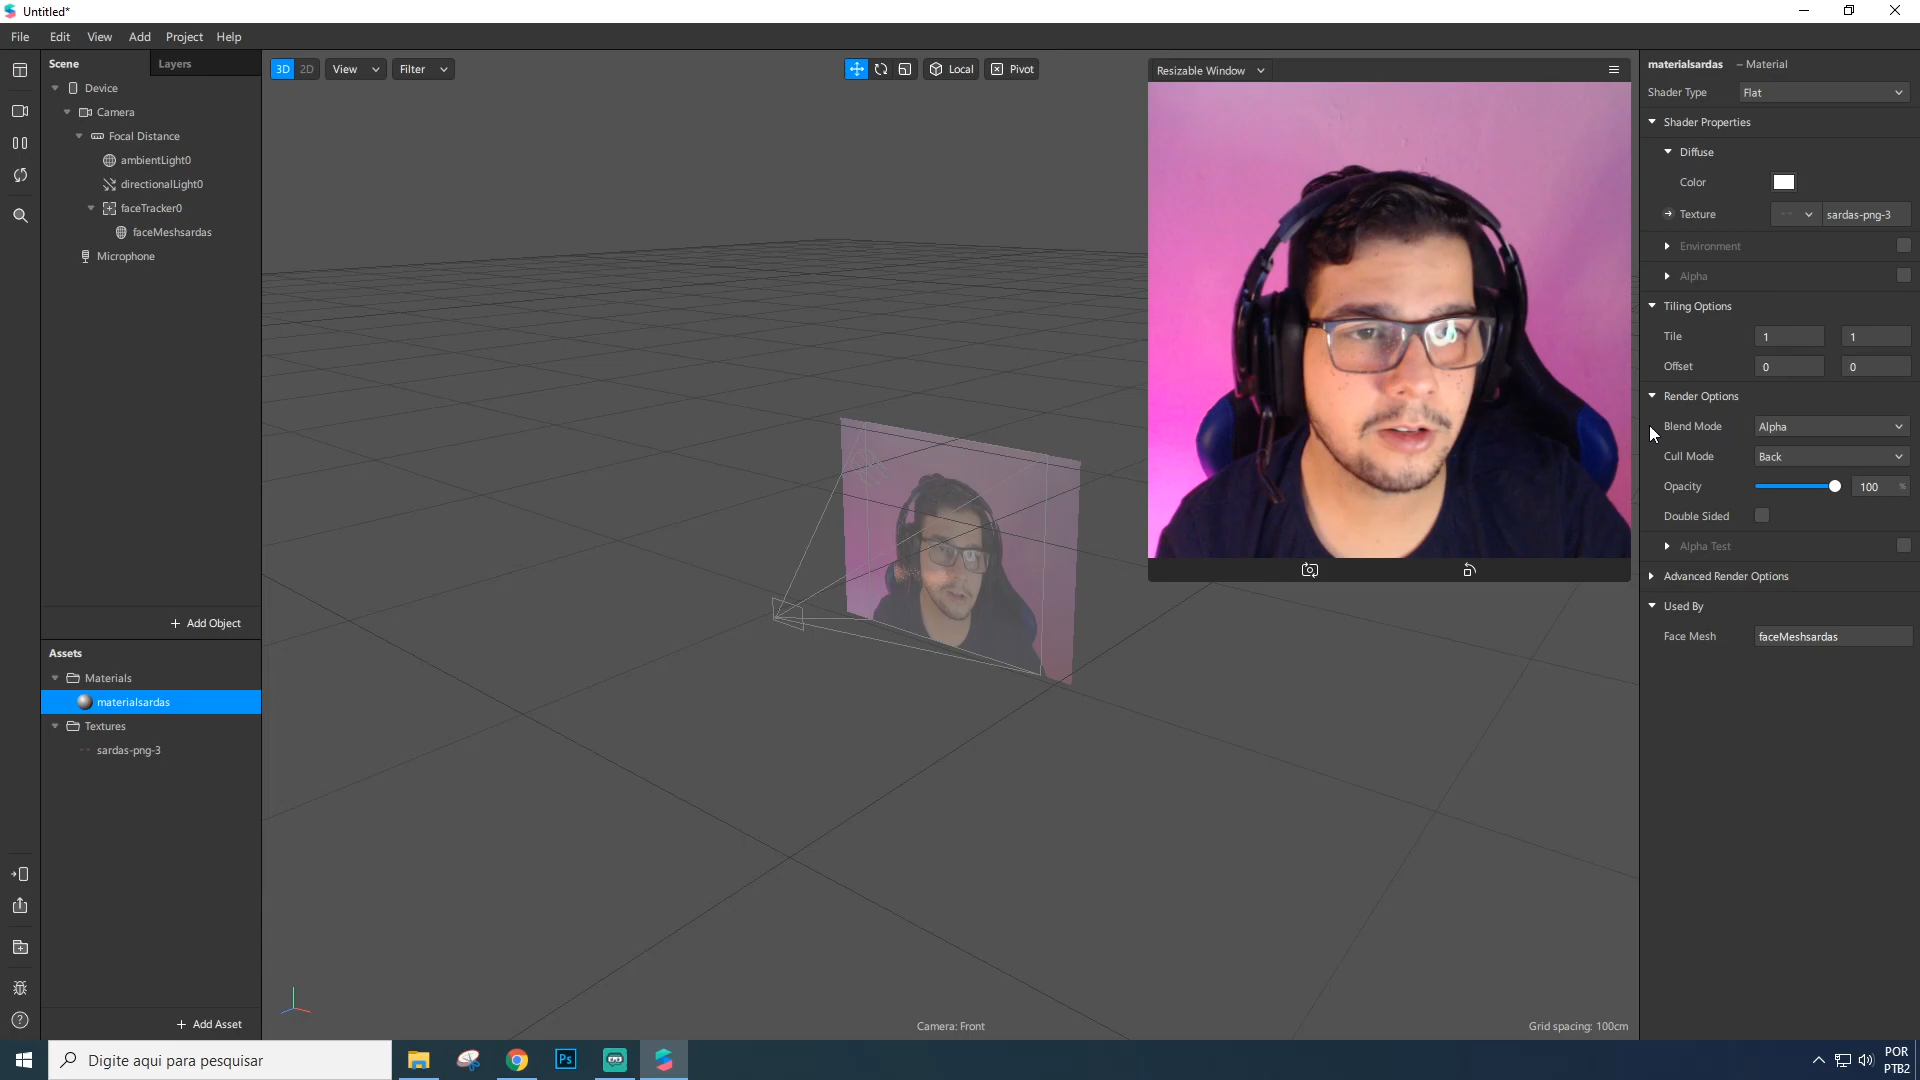 Untitled*
File Edit View Add Project Help
Scene Layers
Device
Camera
Focal Distance
ambientLight0
directionalLight0
faceTracker0
faceMeshsardas
Microphone
+ Add Object
Assets
Materials
materialsardas
Textures
sardas-png-3
+ Add Asset
3D 2D View Filter
Local Pivot
Resizable Window
Camera: Front
Grid spacing: 100cm
materialsardas – Material
Shader Type Flat
Shader Properties
Diffuse
Color
Texture sardas-png-3
Environment
Alpha
Tiling Options
Tile 1 1
Offset 0 0
Render Options
Blend Mode Alpha
Cull Mode Back
Opacity 100 %
Double Sided
Alpha Test
Advanced Render Options
Used By
Face Mesh faceMeshsardas
Digite aqui para pesquisar
Ps
POR
PTB2